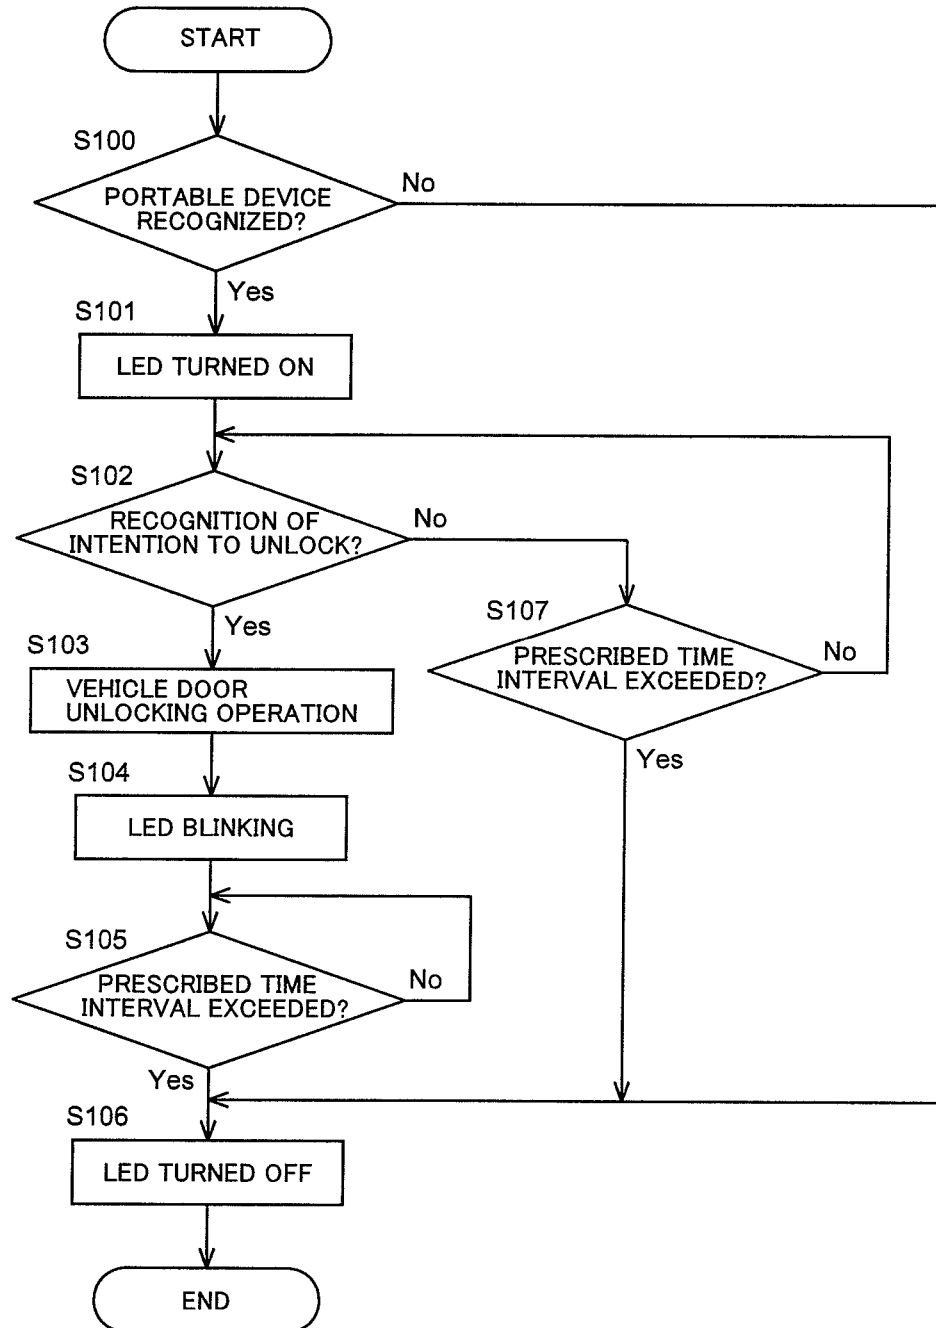 START
S100
PORTABLE DEVICE
RECOGNIZED?
No
Yes
S101
LED TURNED ON
S102
RECOGNITION OF
INTENTION TO UNLOCK?
No
Yes
S107
PRESCRIBED TIME
INTERVAL EXCEEDED?
No
Yes
S103
VEHICLE DOOR
UNLOCKING OPERATION
S104
LED BLINKING
S105
PRESCRIBED TIME
INTERVAL EXCEEDED?
No
Yes
S106
LED TURNED OFF
END